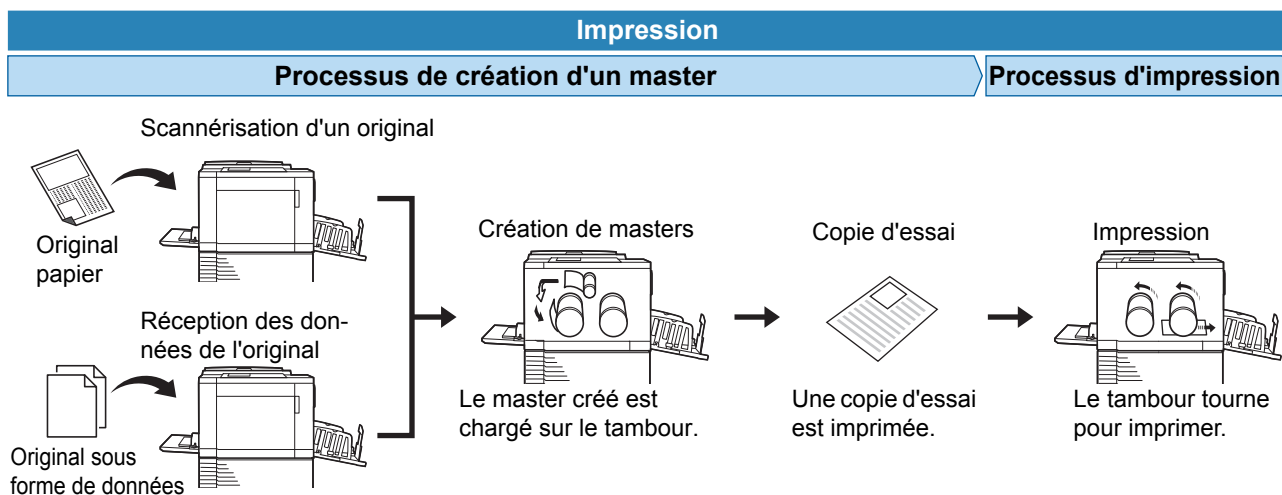 Impression
Processus de création d'un master
Processus d'impression
Scannérisation d'un original
Original
papier
Réception des don-
nées de l'original
Original sous
forme de données
Création de masters
Le master créé est
chargé sur le tambour.
Copie d'essai
Une copie d'essai
est imprimée.
Impression
Le tambour tourne
pour imprimer.